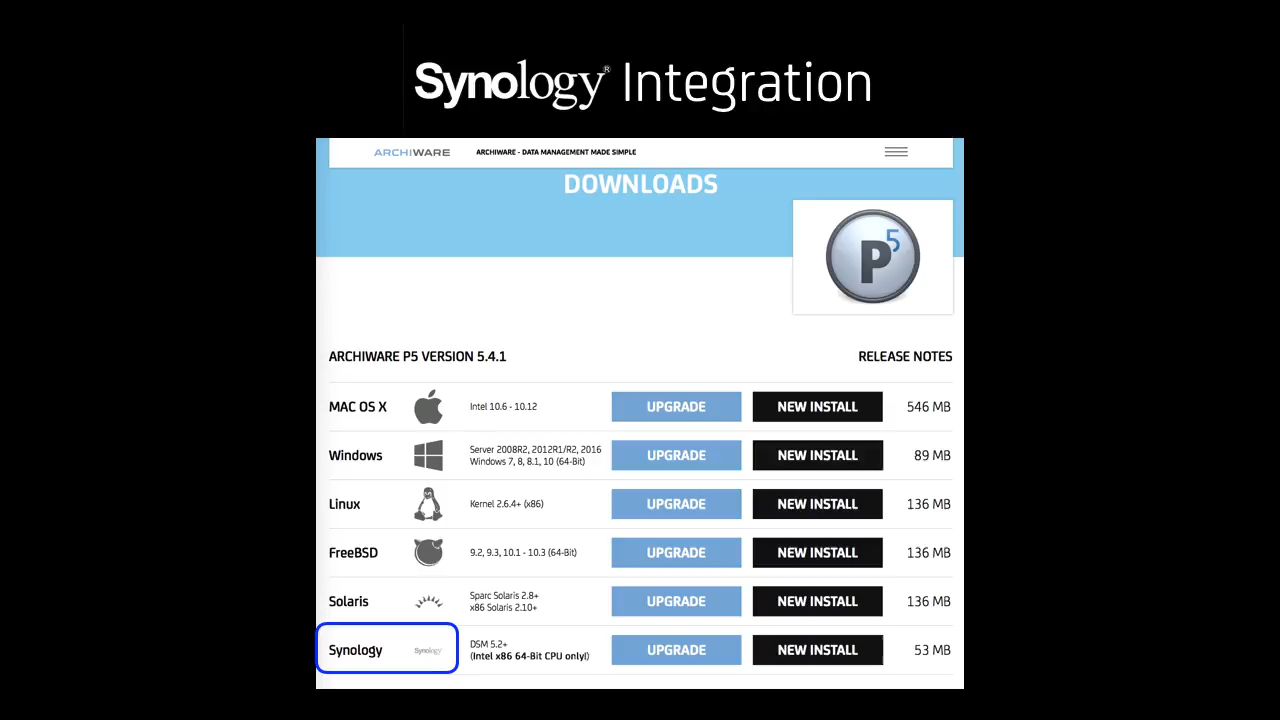 Synology® Integration
ARCHIWARE ARCHIWARE - DATA MANAGEMENT MADE SIMPLE
DOWNLOADS
P5
ARCHIWARE P5 VERSION 5.4.1 RELEASE NOTES
MAC OS X Intel 10.6 - 10.12 UPGRADE NEW INSTALL 546 MB
Windows Server 2008R2, 2012R1/R2, 2016
Windows 7, 8, 8.1, 10 (64-Bit) UPGRADE NEW INSTALL 89 MB
Linux Kernel 2.6.4+ (x86) UPGRADE NEW INSTALL 136 MB
FreeBSD 9.2, 9.3, 10.1 - 10.3 (64-Bit) UPGRADE NEW INSTALL 136 MB
Solaris Sparc Solaris 2.8+
x86 Solaris 2.10+ UPGRADE NEW INSTALL 136 MB
Synology Synology DSM 5.2+
(Intel x86 64-Bit CPU only!) UPGRADE NEW INSTALL 53 MB